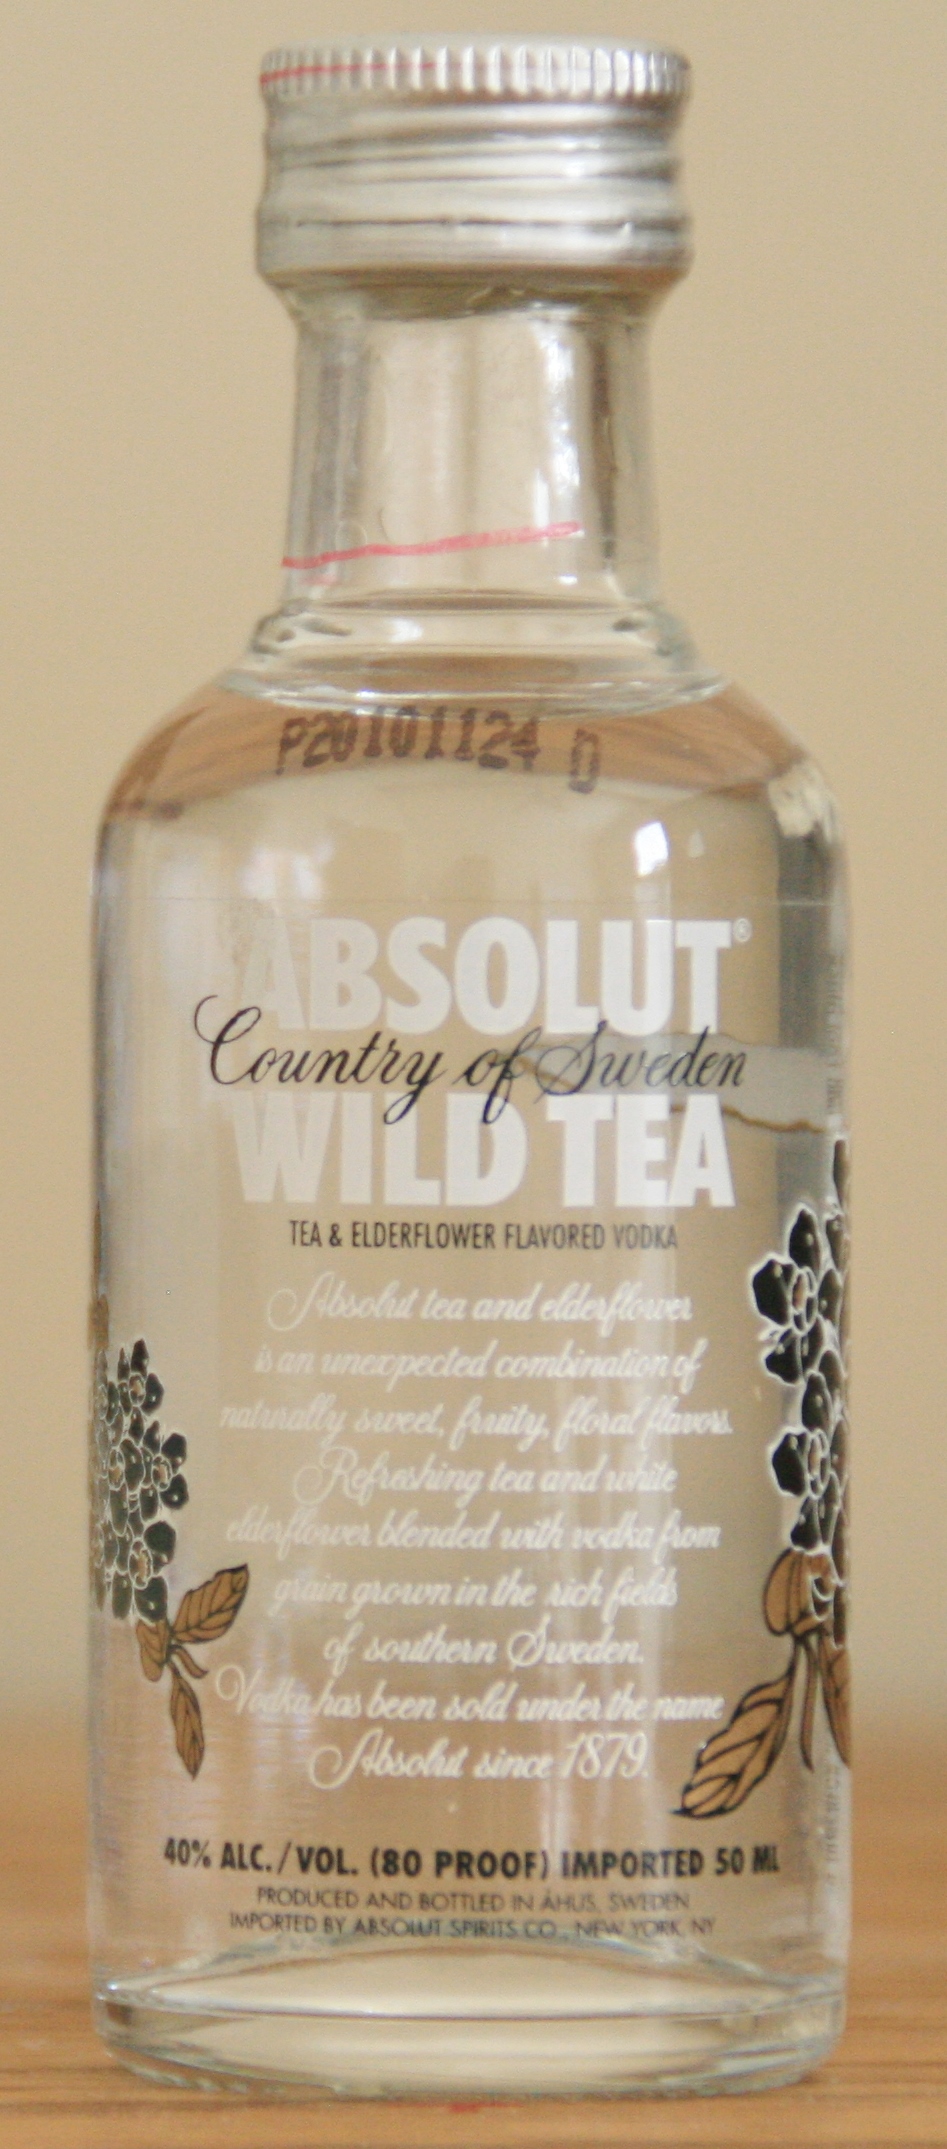 P20101124 D
ABSOLUT®
Country of Sweden
WILD TEA
TEA & ELDERFLOWER FLAVORED VODKA
Absolut tea and elderflower
is an unexpected combination of
naturally sweet, fruity, floral flavors.
Refreshing tea and white
elderflower blended with vodka from
grain grown in the rich fields
of southern Sweden.
Vodka has been sold under the name
Absolut since 1879.
40% ALC./VOL. (80 PROOF) IMPORTED 50 ML
PRODUCED AND BOTTLED IN ÅHUS, SWEDEN
IMPORTED BY ABSOLUT SPIRITS CO., NEW YORK, NY